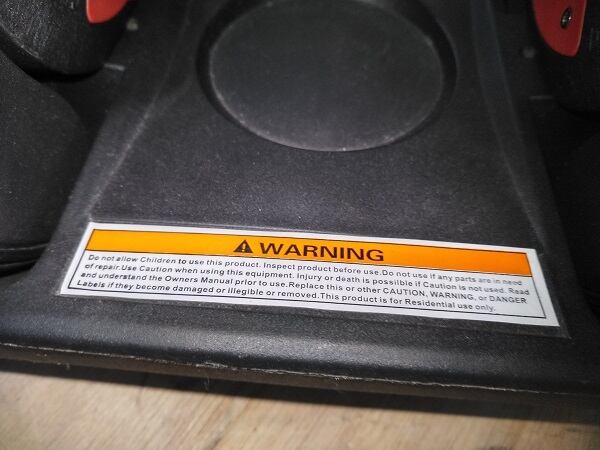 WARNING
Do not allow Children to use this product. Inspect product before use.Do not use if any parts are in need
of repair.Use Caution when using this equipment. Injury or death is possible if Caution is not used. Read
and understand the Owners Manual prior to use.Replace this or other CAUTION, WARNING, or DANGER
Labels if they become damaged or illegible or removed.This product is for Residential use only.